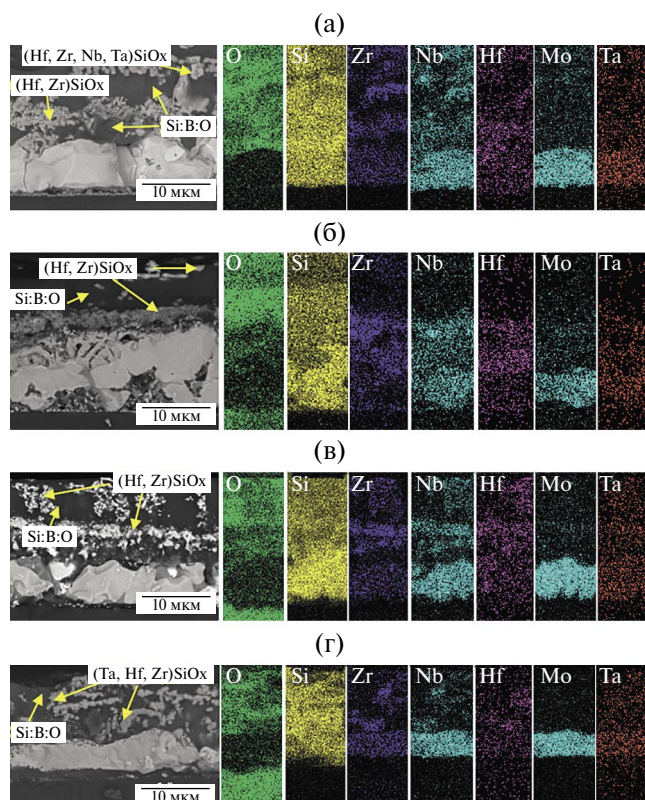 (а)
(Hf, Zr, Nb, Ta)SiOx
(Hf, Zr)SiOx
Si:B:O
10 мкм
O Si Zr Nb Hf Mo Ta
(б)
(Hf, Zr)SiOx
Si:B:O
10 мкм
O Si Zr Nb Hf Mo Ta
(в)
(Hf, Zr)SiOx
Si:B:O
10 мкм
O Si Zr Nb Hf Mo Ta
(г)
(Ta, Hf, Zr)SiOx
Si:B:O
10 мкм
O Si Zr Nb Hf Mo Ta